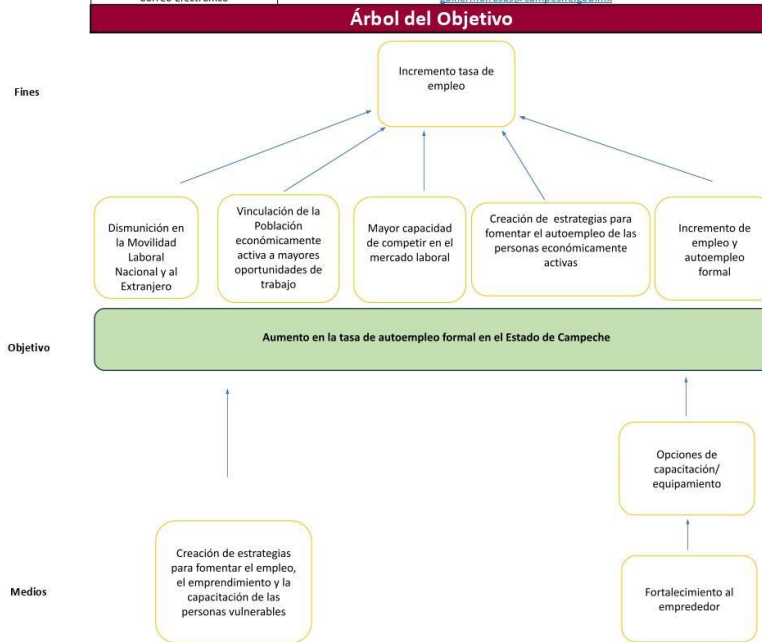 Correo Electrónico
Árbol del Objetivo
Fines
Incremento tasa de
empleo
Dismunición en
la Movilidad
Laboral
Nacional y al
Extranjero
Vinculación de la
Población
económicamente
activa a mayores
oportunidades de
trabajo
Mayor capacidad
de competir en el
mercado laboral
Creación de estrategias para
fomentar el autoempleo de las
personas económicamente
activas
Incremento de
empleo y
autoempleo
formal
Objetivo
Aumento en la tasa de autoempleo formal en el Estado de Campeche
Opciones de
capacitación/
equipamiento
Medios
Creación de estrategias
para fomentar el empleo,
el emprendimiento y la
capacitación de las
personas vulnerables
Fortalecimiento al
emprededor